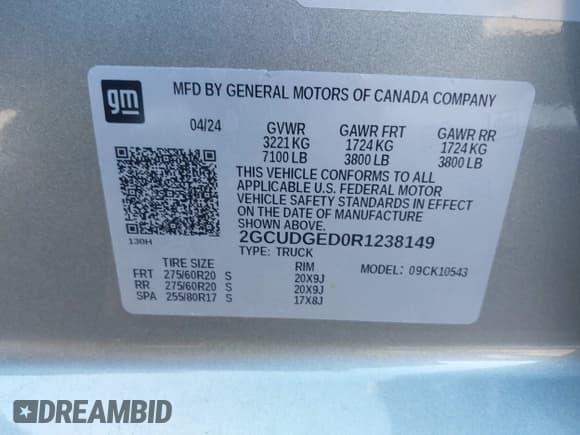 gm
MFD BY GENERAL MOTORS OF CANADA COMPANY
04/24 GVWR GAWR FRT GAWR RR
3221 KG 1724 KG 1724 KG
7100 LB 3800 LB 3800 LB
THIS VEHICLE CONFORMS TO ALL
APPLICABLE U.S. FEDERAL MOTOR
VEHICLE SAFETY STANDARDS IN EFFECT
ON THE DATE OF MANUFACTURE
SHOWN ABOVE.
2GCUDGED0R1238149
130H
TYPE: TRUCK
TIRE SIZE RIM MODEL: 09CK10543
FRT 275/60R20 S 20X9J
RR 275/60R20 S 20X9J
SPA 255/80R17 S 17X8J
DREAMBID